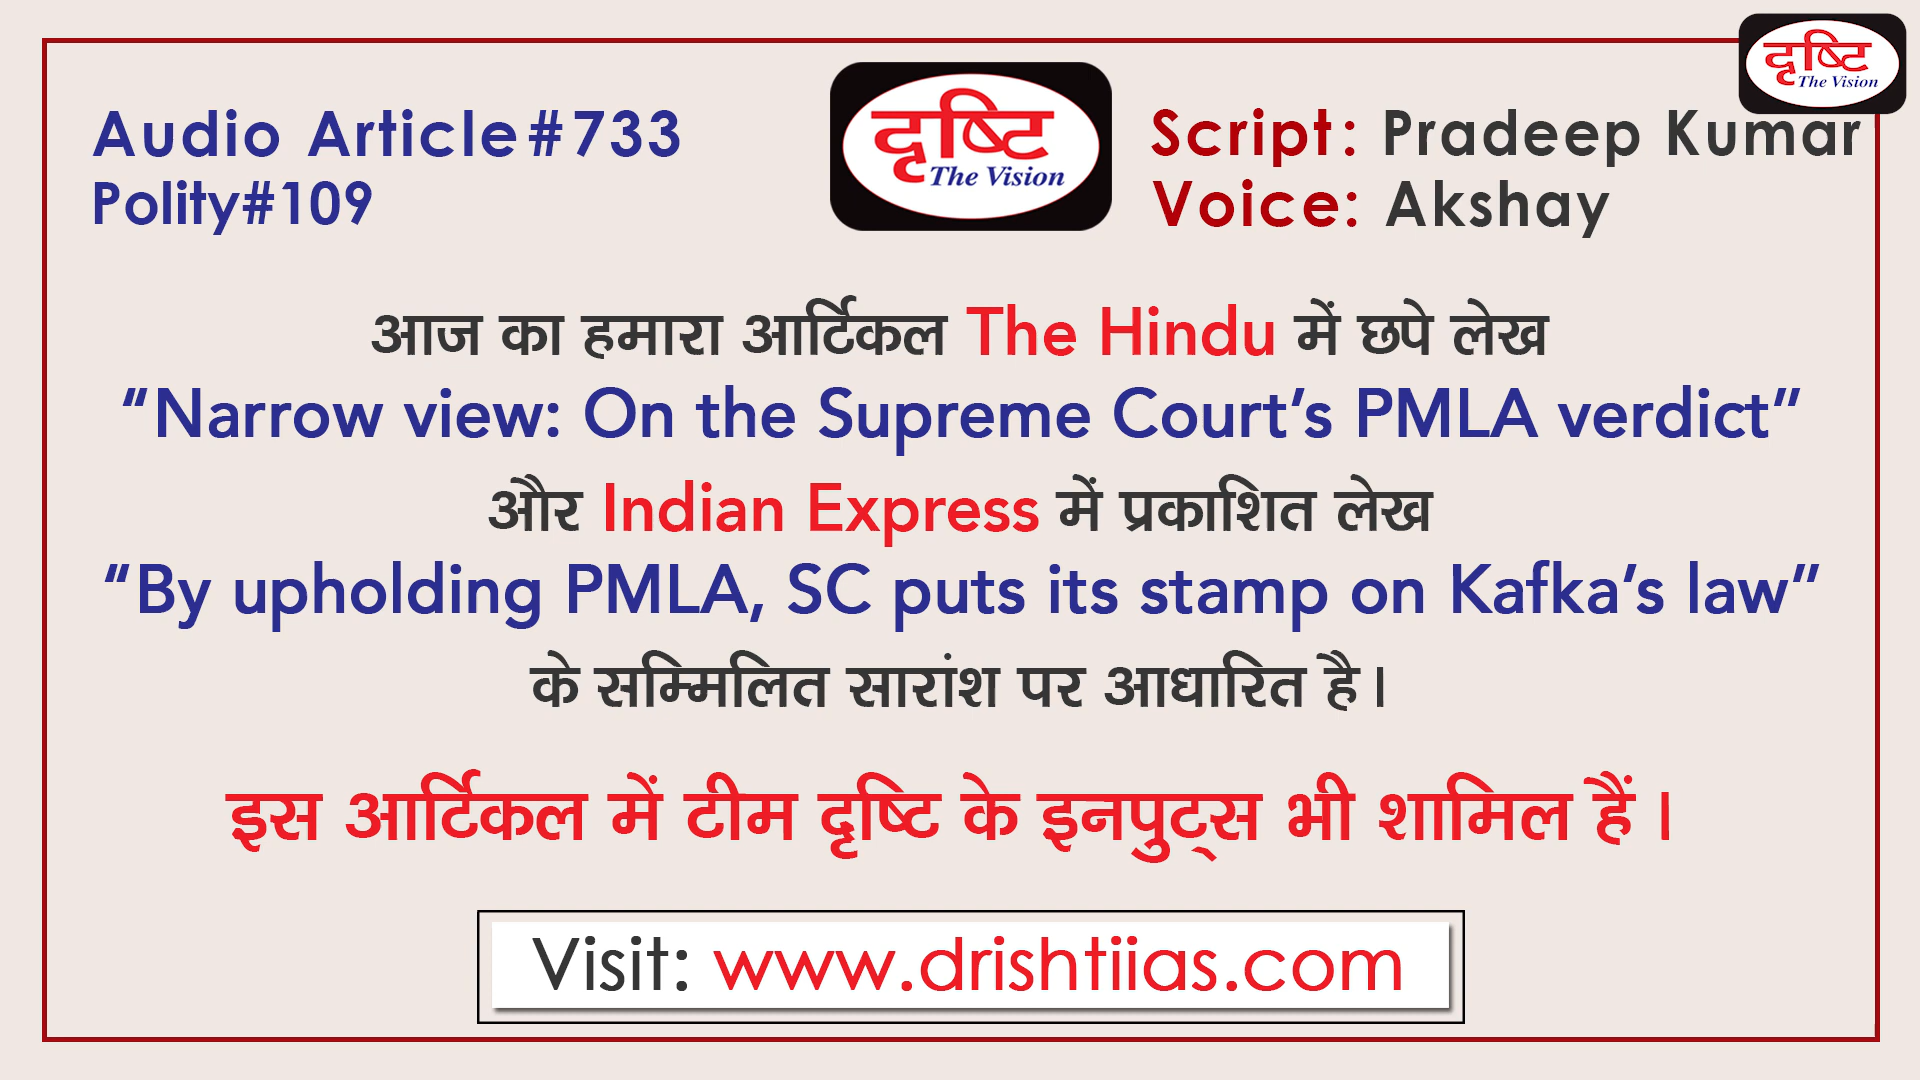 दृष्टि
The Vision
Audio Article#733
Polity#109
दृष्टि
The Vision
Script: Pradeep Kumar
Voice: Akshay
आज का हमारा आर्टिकल The Hindu में छपे लेख
“Narrow view: On the Supreme Court’s PMLA verdict”
और Indian Express में प्रकाशित लेख
“By upholding PMLA, SC puts its stamp on Kafka’s law”
के सम्मिलित सारांश पर आधारित है।
इस आर्टिकल में टीम दृष्टि के इनपुट्स भी शामिल हैं।
Visit: www.drishtiias.com